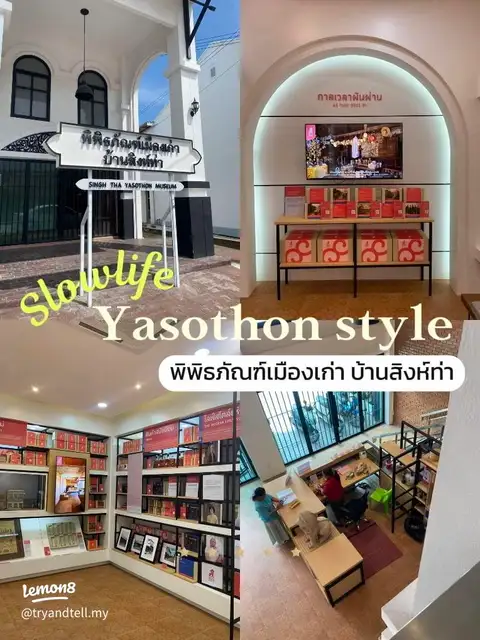 พิพิธภัณฑ์เมืองเก่า
บ้านสิงห์ท่า
SINGH THA YASOTHON MUSEUM
กาลเวลาผันผ่าน
Slowlife
Yasothon style
พิพิธภัณฑ์เมืองเก่า บ้านสิงห์ท่า
lemon8
@tryandtell.my